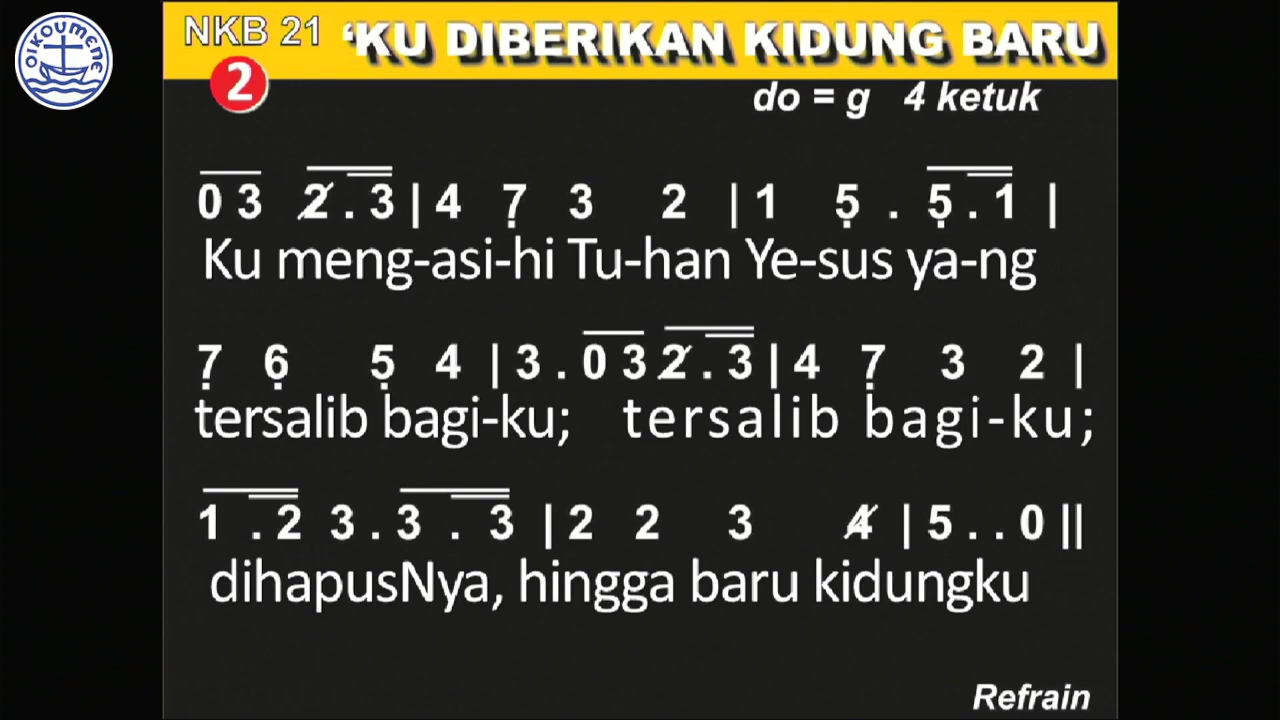 OIKOUMENE
NKB 21 ‘KU DIBERIKAN KIDUNG BARU
2
do = g 4 ketuk
0 3 2̸ . 3 | 4 7̣ 3 2 | 1 5̣ . 5̣ . 1 |
Ku meng-asi-hi Tu-han Ye-sus ya-ng
7̣ 6̣ 5̣ 4 | 3 . 0 3 2̸ . 3 | 4 7̣ 3 2 |
tersalib bagi-ku; tersalib bagi-ku;
1 . 2 3 . 3 . 3 | 2 2 3 4̸ | 5 . . 0 ||
dihapusNya, hingga baru kidungku
Refrain